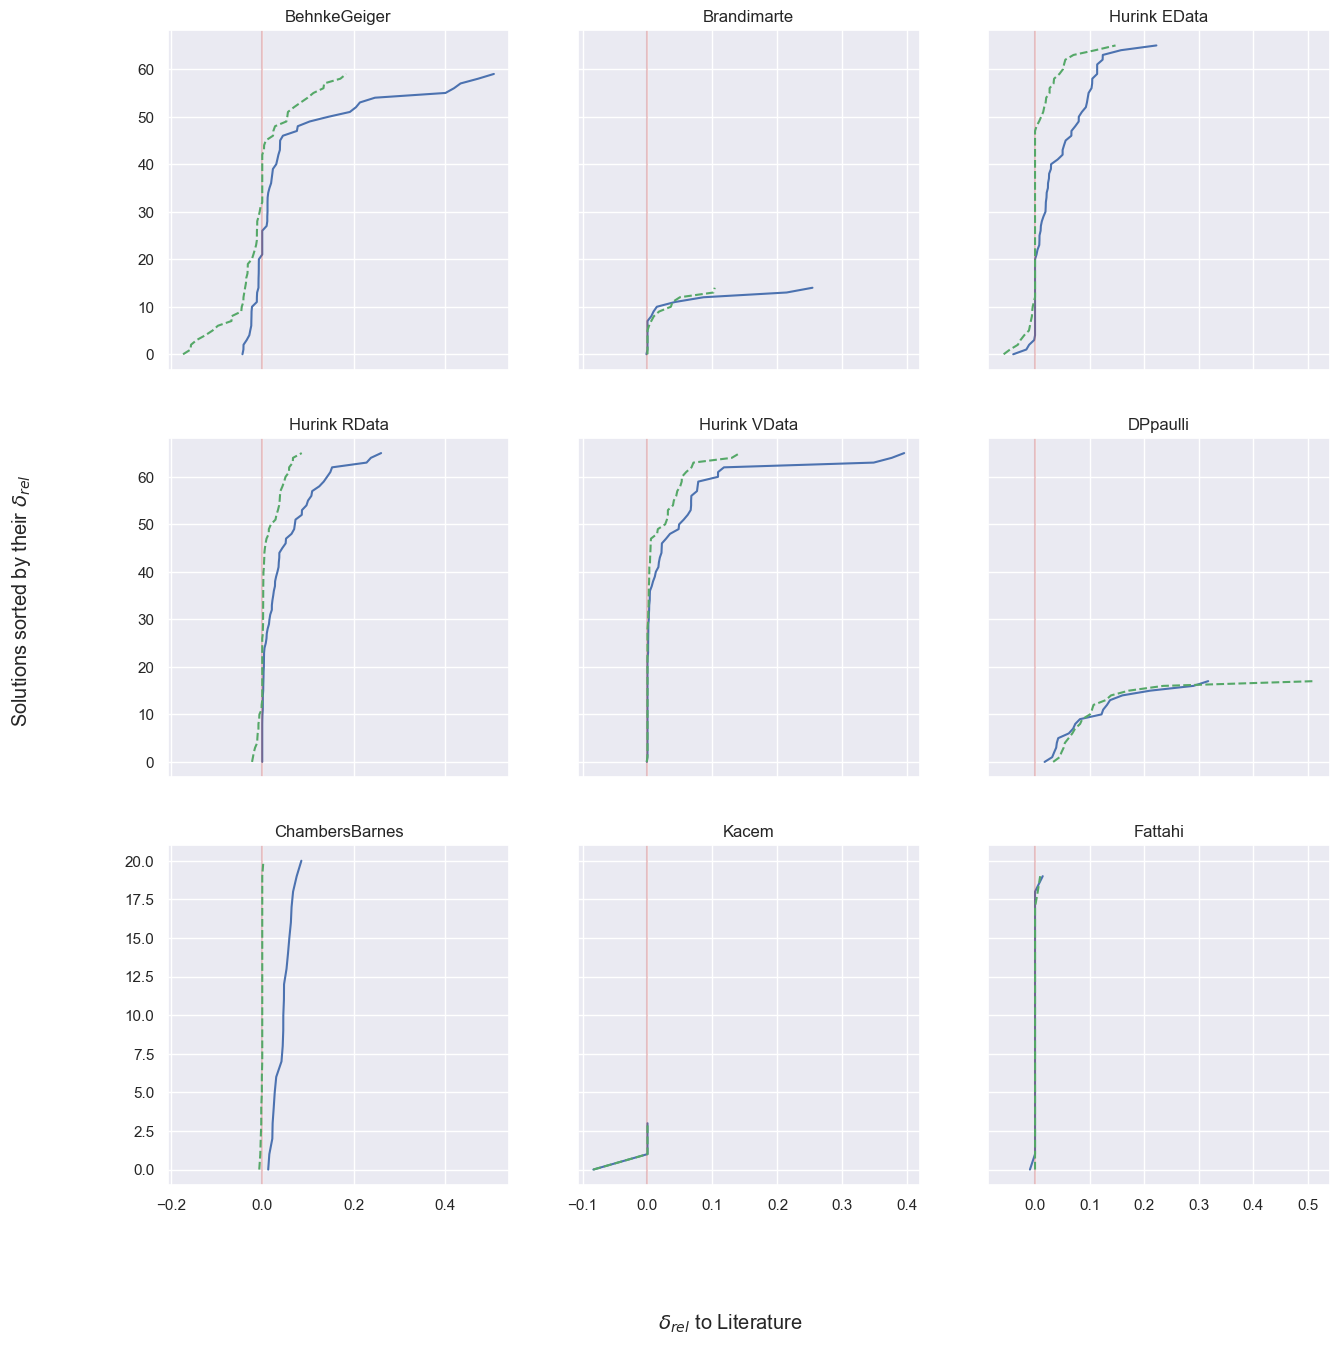 BehnkeGeiger
Brandimarte
Hurink EData
60
50
40
30
20
10
0
Hurink RData
Hurink VData
DPpaulli
60
50
40
30
20
10
0
Solutions sorted by their δ_rel
ChambersBarnes
Kacem
Fattahi
20.0
17.5
15.0
12.5
10.0
7.5
5.0
2.5
0.0
−0.2 0.0 0.2 0.4
−0.1 0.0 0.1 0.2 0.3 0.4
0.0 0.1 0.2 0.3 0.4 0.5
δ_rel to Literature